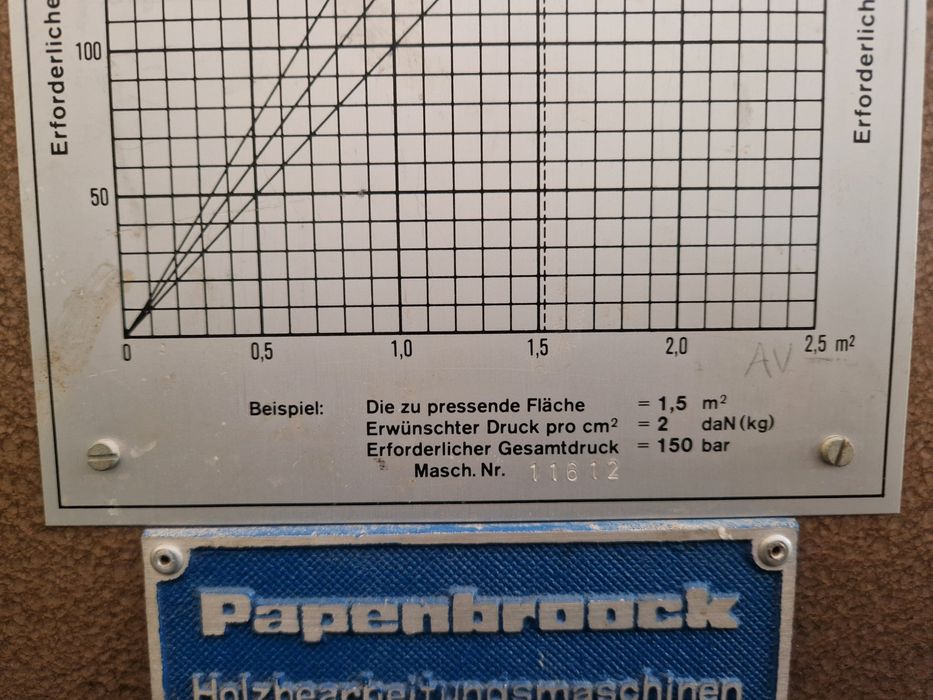 Erforderliche
Erforderlich
100
50
0
0,5
1,0
1,5
2,0
2,5 m²
AV
Beispiel: Die zu pressende Fläche = 1,5 m²
Erwünschter Druck pro cm² = 2 daN(kg)
Erforderlicher Gesamtdruck = 150 bar
Masch. Nr. 11612
Papenbroock
Holzbearbeitungsmaschinen